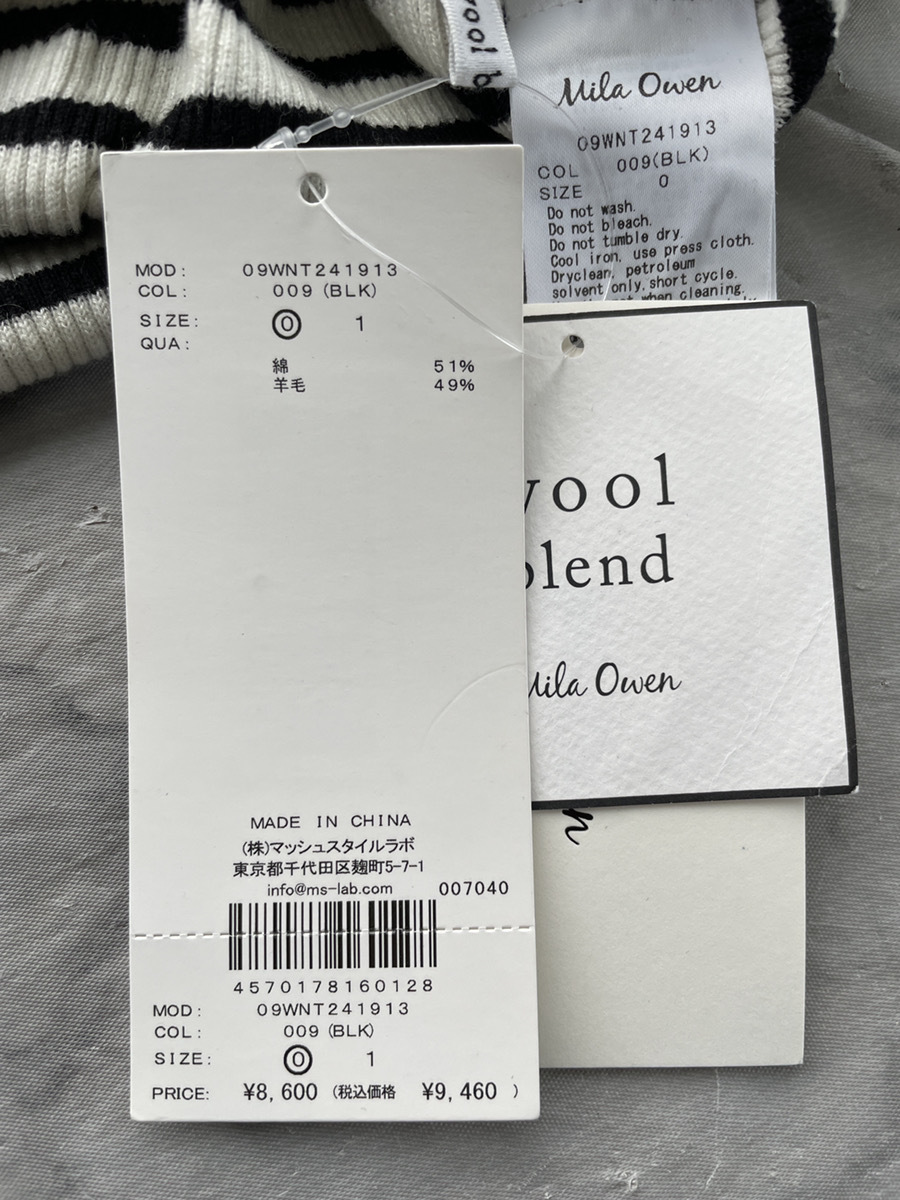 Mila Owen
09WNT241913
COL 009(BLK)
SIZE 0
Do not wash.
Do not bleach.
Do not tumble dry.
Cool iron, use press cloth.
Dryclean, petroleum
solvent only, short cycle.
when cleaning.
MOD: 09WNT241913
COL: 009 (BLK)
SIZE: 0 1
QUA:
綿 51%
羊毛 49%
MADE IN CHINA
(株)マッシュスタイルラボ
東京都千代田区麹町5-7-1
info@ms-lab.com 007040
4570178160128
MOD: 09WNT241913
COL: 009 (BLK)
SIZE: 0 1
PRICE: ¥8,600 (税込価格 ¥9,460 )
wool
blend
Mila Owen